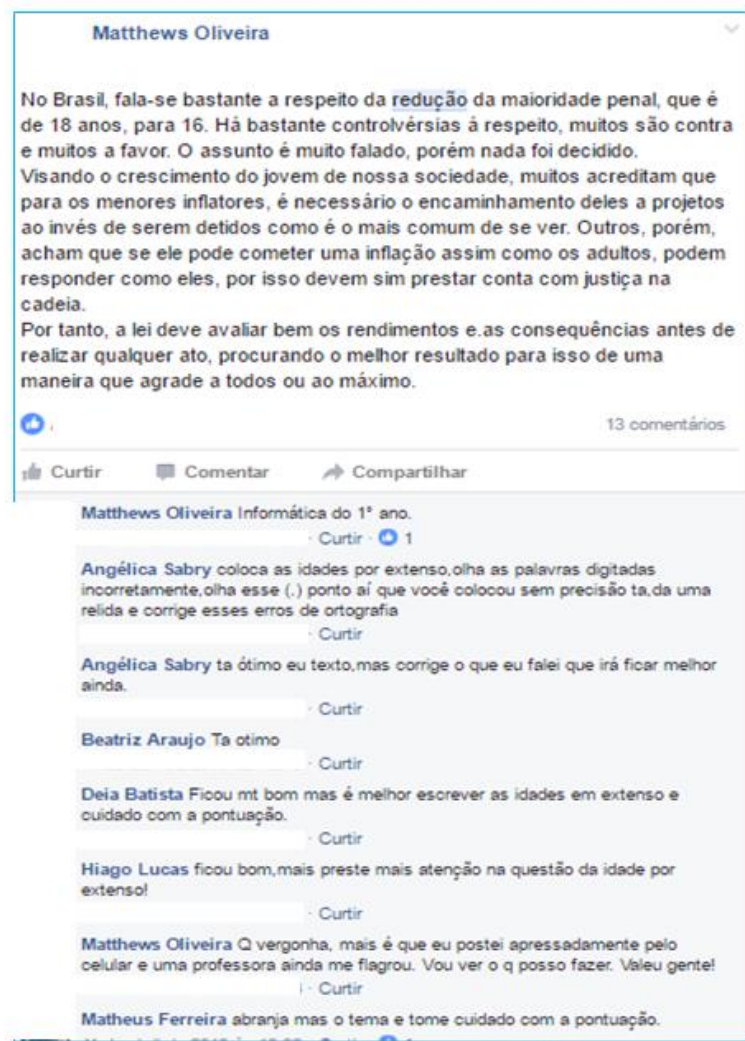 Matthews Oliveira
No Brasil, fala-se bastante a respeito da redução da maioridade penal, que é
de 18 anos, para 16. Há bastante controlvérsias á respeito, muitos são contra
e muitos a favor. O assunto é muito falado, porém nada foi decidido.
Visando o crescimento do jovem de nossa sociedade, muitos acreditam que
para os menores inflatores, é necessário o encaminhamento deles a projetos
ao invés de serem detidos como é o mais comum de se ver. Outros, porém,
acham que se ele pode cometer uma inflação assim como os adultos, podem
responder como eles, por isso devem sim prestar conta com justiça na
cadeia.
Por tanto, a lei deve avaliar bem os rendimentos e.as consequências antes de
realizar qualquer ato, procurando o melhor resultado para isso de uma
maneira que agrade a todos ou ao máximo.
13 comentários
Curtir Comentar Compartilhar
Matthews Oliveira Informática do 1° ano.
· Curtir · 1
Angélica Sabry coloca as idades por extenso,olha as palavras digitadas
incorretamente,olha esse (.) ponto aí que você colocou sem precisão ta,da uma
relida e corrige esses erros de ortografia
· Curtir
Angélica Sabry ta ótimo eu texto,mas corrige o que eu falei que irá ficar melhor
ainda.
· Curtir
Beatriz Araujo Ta otimo
· Curtir
Deia Batista Ficou mt bom mas é melhor escrever as idades em extenso e
cuidado com a pontuação.
· Curtir
Hiago Lucas ficou bom,mais preste mais atenção na questão da idade por
extenso!
· Curtir
Matthews Oliveira Q vergonha, mais é que eu postei apressadamente pelo
celular e uma professora ainda me flagrou. Vou ver o q posso fazer. Valeu gente!
· Curtir
Matheus Ferreira abranja mas o tema e tome cuidado com a pontuação.